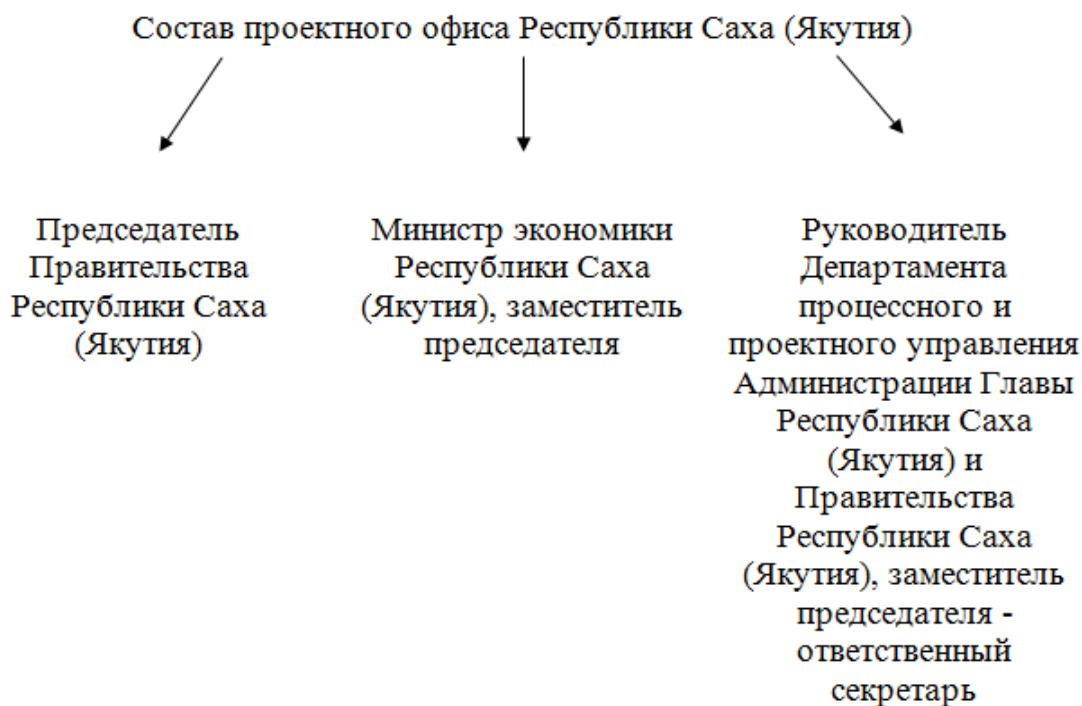 Состав проектного офиса Республики Саха (Якутия)
Председатель
Правительства
Республики Саха
(Якутия)
Министр экономики
Республики Саха
(Якутия), заместитель
председателя
Руководитель
Департамента
процессного и
проектного управления
Администрации Главы
Республики Саха
(Якутия) и
Правительства
Республики Саха
(Якутия), заместитель
председателя -
ответственный
секретарь